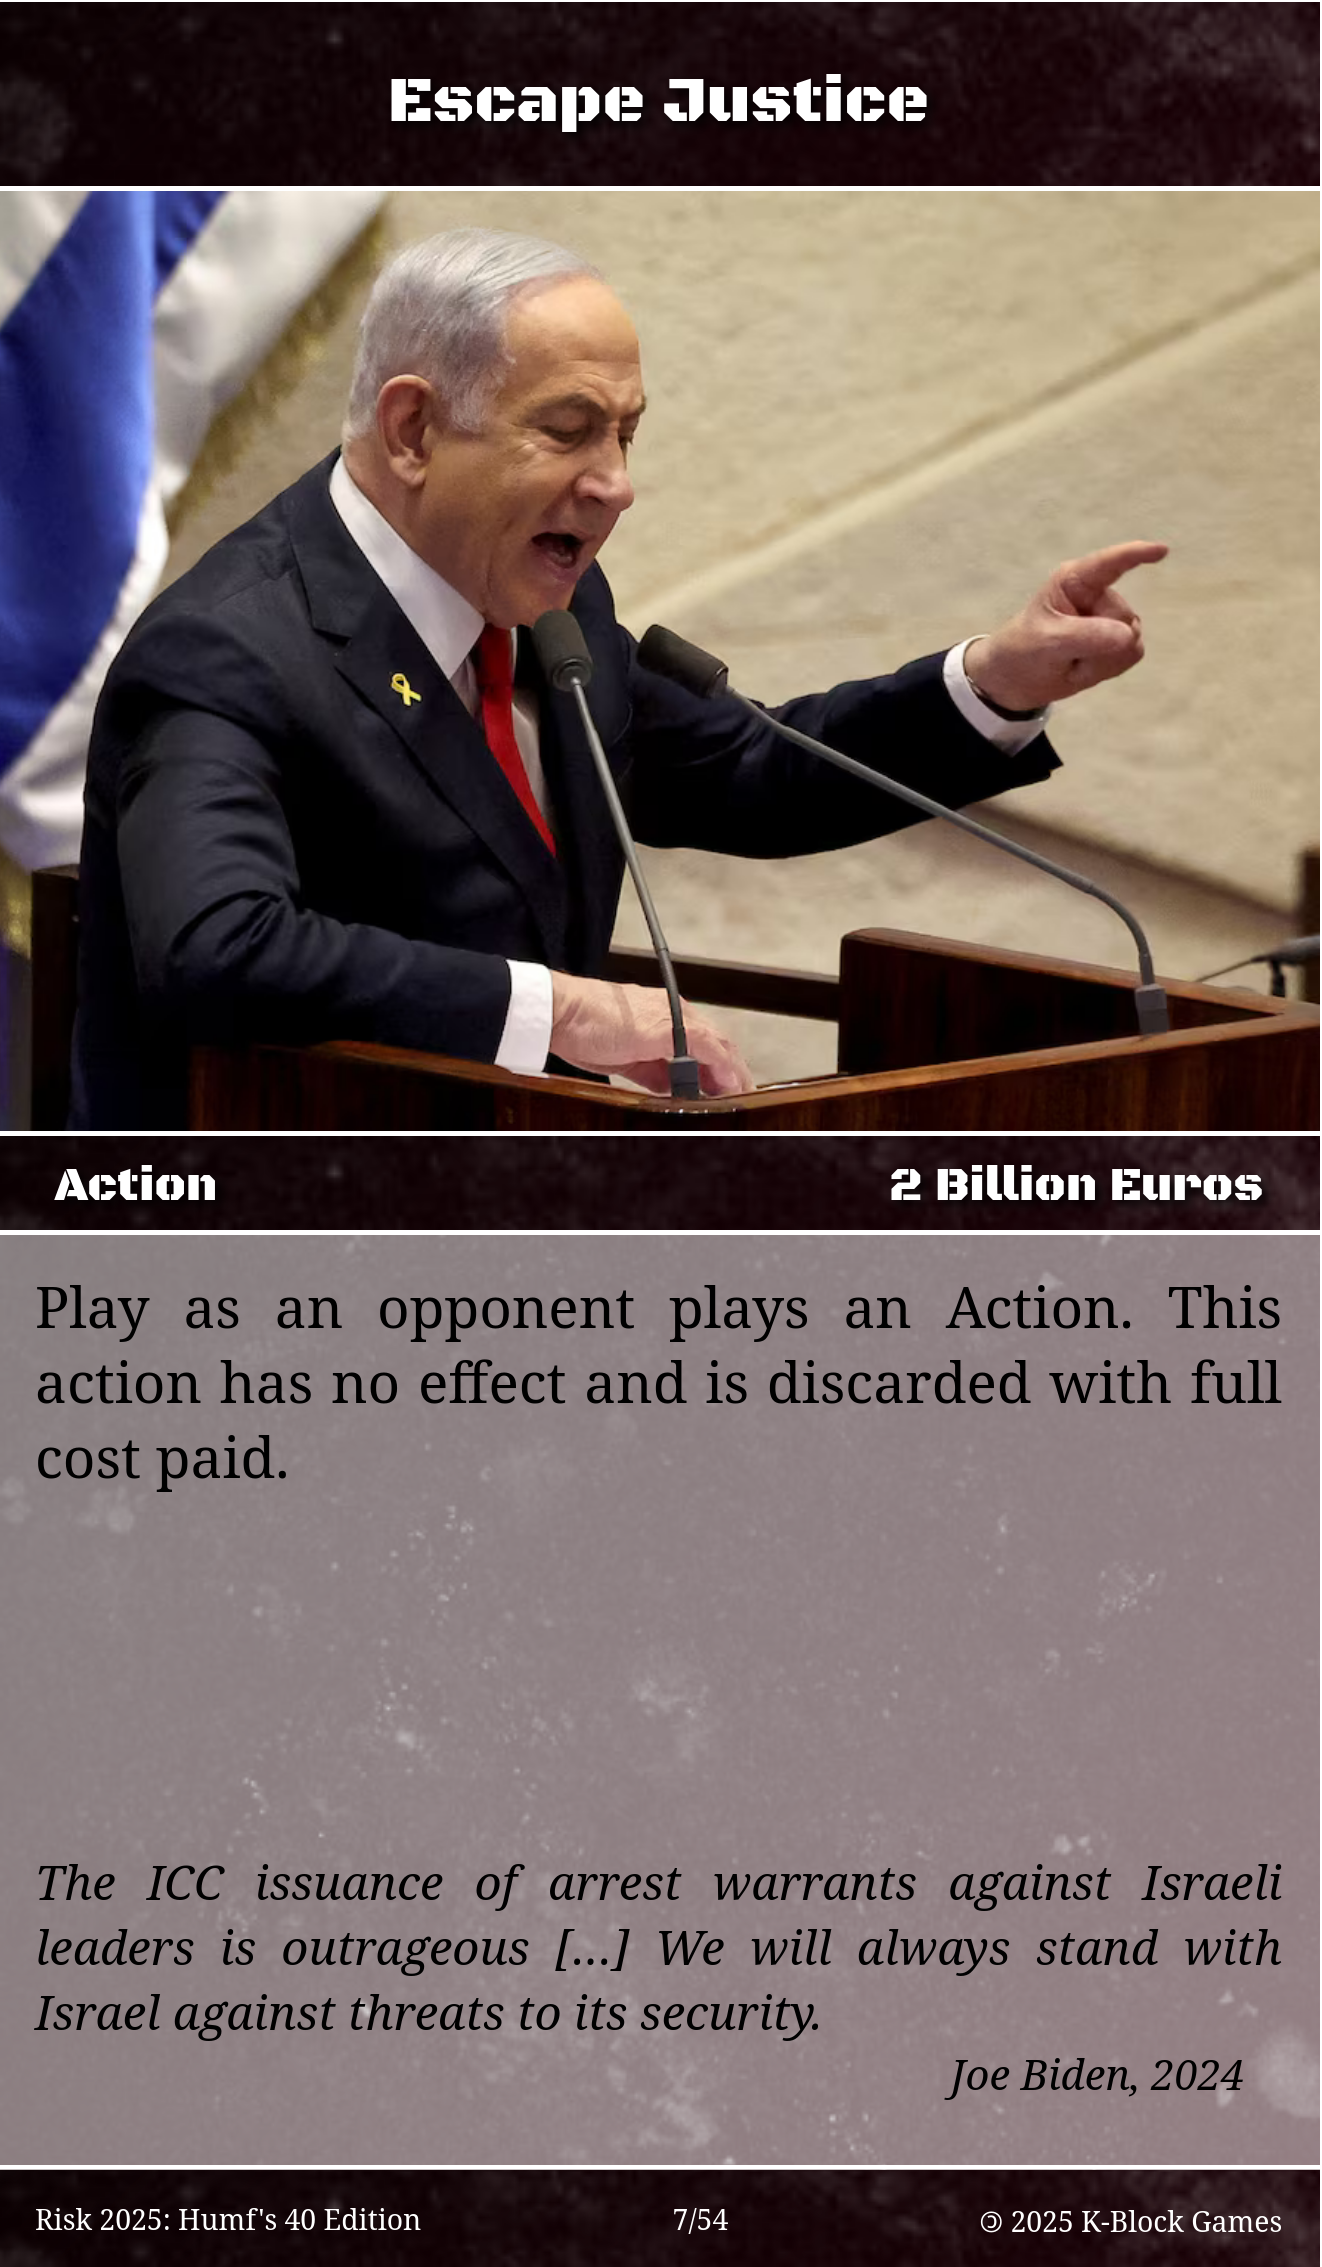 Escape Justice
Action
2 Billion Euros
Play as an opponent plays an Action. This
action has no effect and is discarded with full
cost paid.
The ICC issuance of arrest warrants against Israeli
leaders is outrageous [...] We will always stand with
Israel against threats to its security.
Joe Biden, 2024
Risk 2025: Humf's 40 Edition
7/54
🄯 2025 K-Block Games